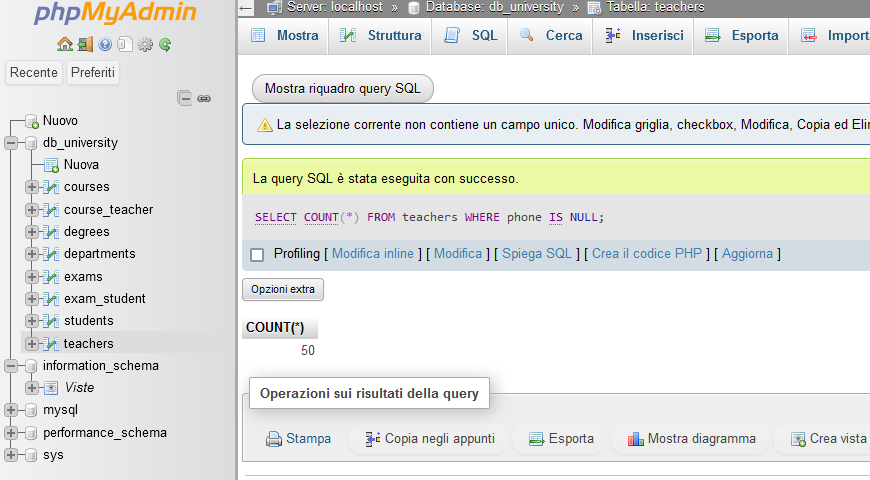 phpMyAdmin
Recente Preferiti
Nuovo
db_university
Nuova
courses
course_teacher
degrees
departments
exams
exam_student
students
teachers
information_schema
Viste
mysql
performance_schema
sys
Server: localhost » Database: db_university » Tabella: teachers
Mostra Struttura SQL Cerca Inserisci Esporta Import
Mostra riquadro query SQL
La selezione corrente non contiene un campo unico. Modifica griglia, checkbox, Modifica, Copia ed Elin
La query SQL è stata eseguita con successo.
SELECT COUNT(*) FROM teachers WHERE phone IS NULL;
Profiling [ Modifica inline ] [ Modifica ] [ Spiega SQL ] [ Crea il codice PHP ] [ Aggiorna ]
Opzioni extra
COUNT(*)
50
Operazioni sui risultati della query
Stampa Copia negli appunti Esporta Mostra diagramma Crea vista